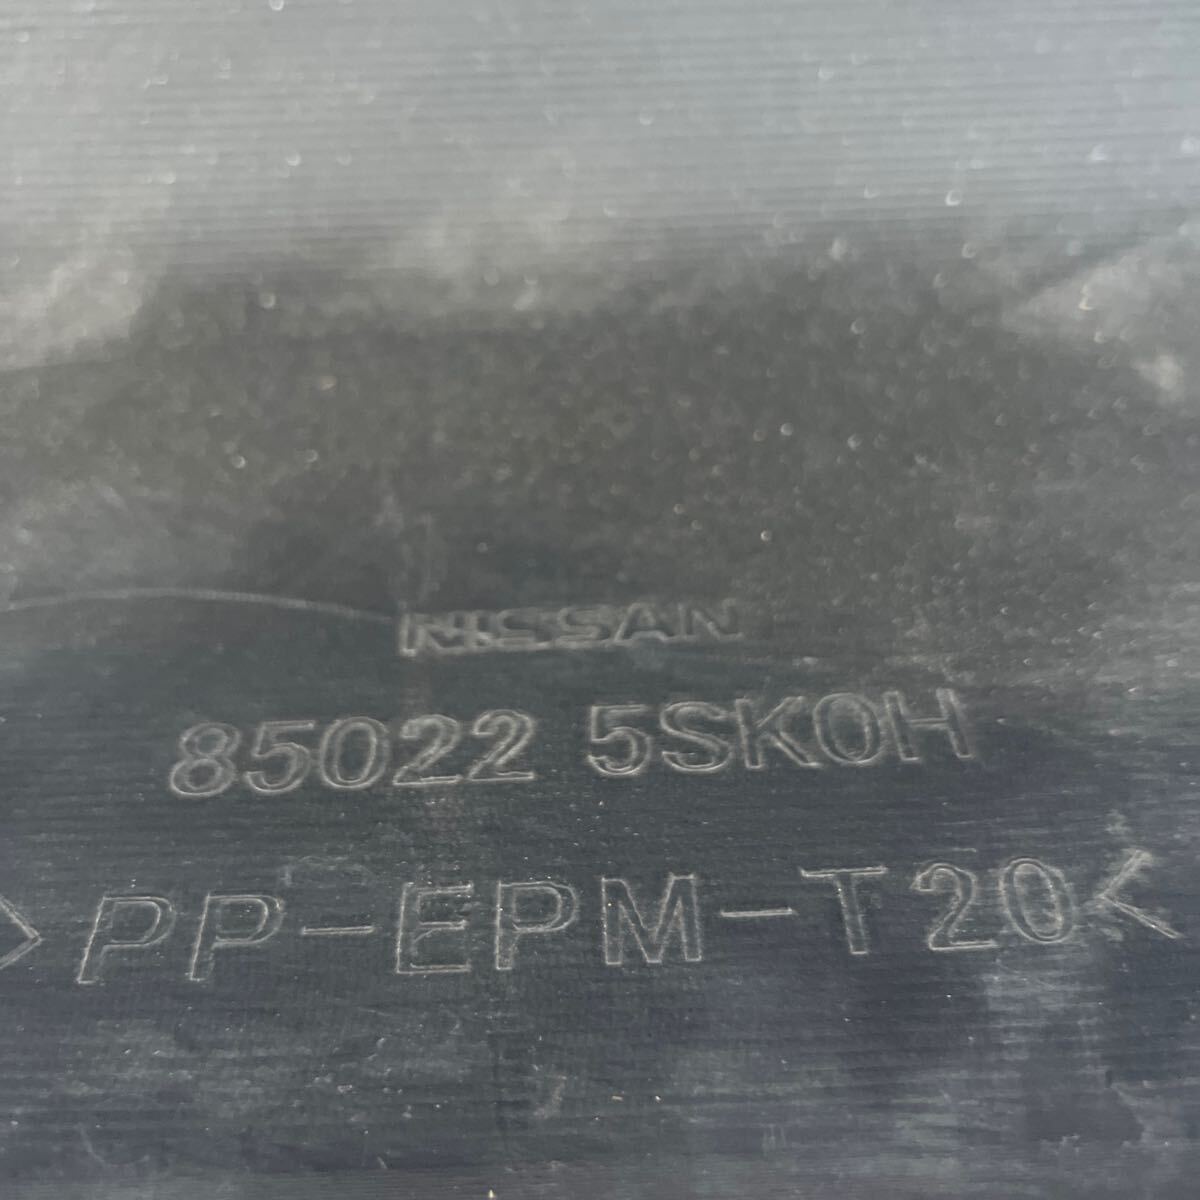 NISSAN
85022 5SK0H
>PP-EPM-T20<